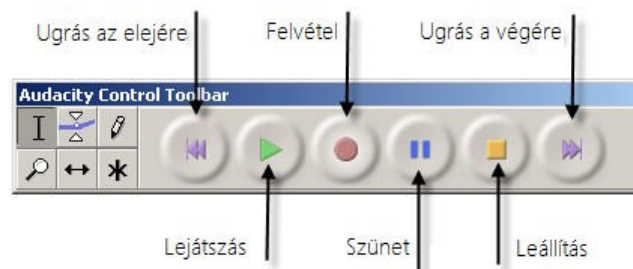 Ugrás az elejére
Felvétel
Ugrás a végére
Audacity Control Toolbar
Lejátszás
Szünet
Leállítás